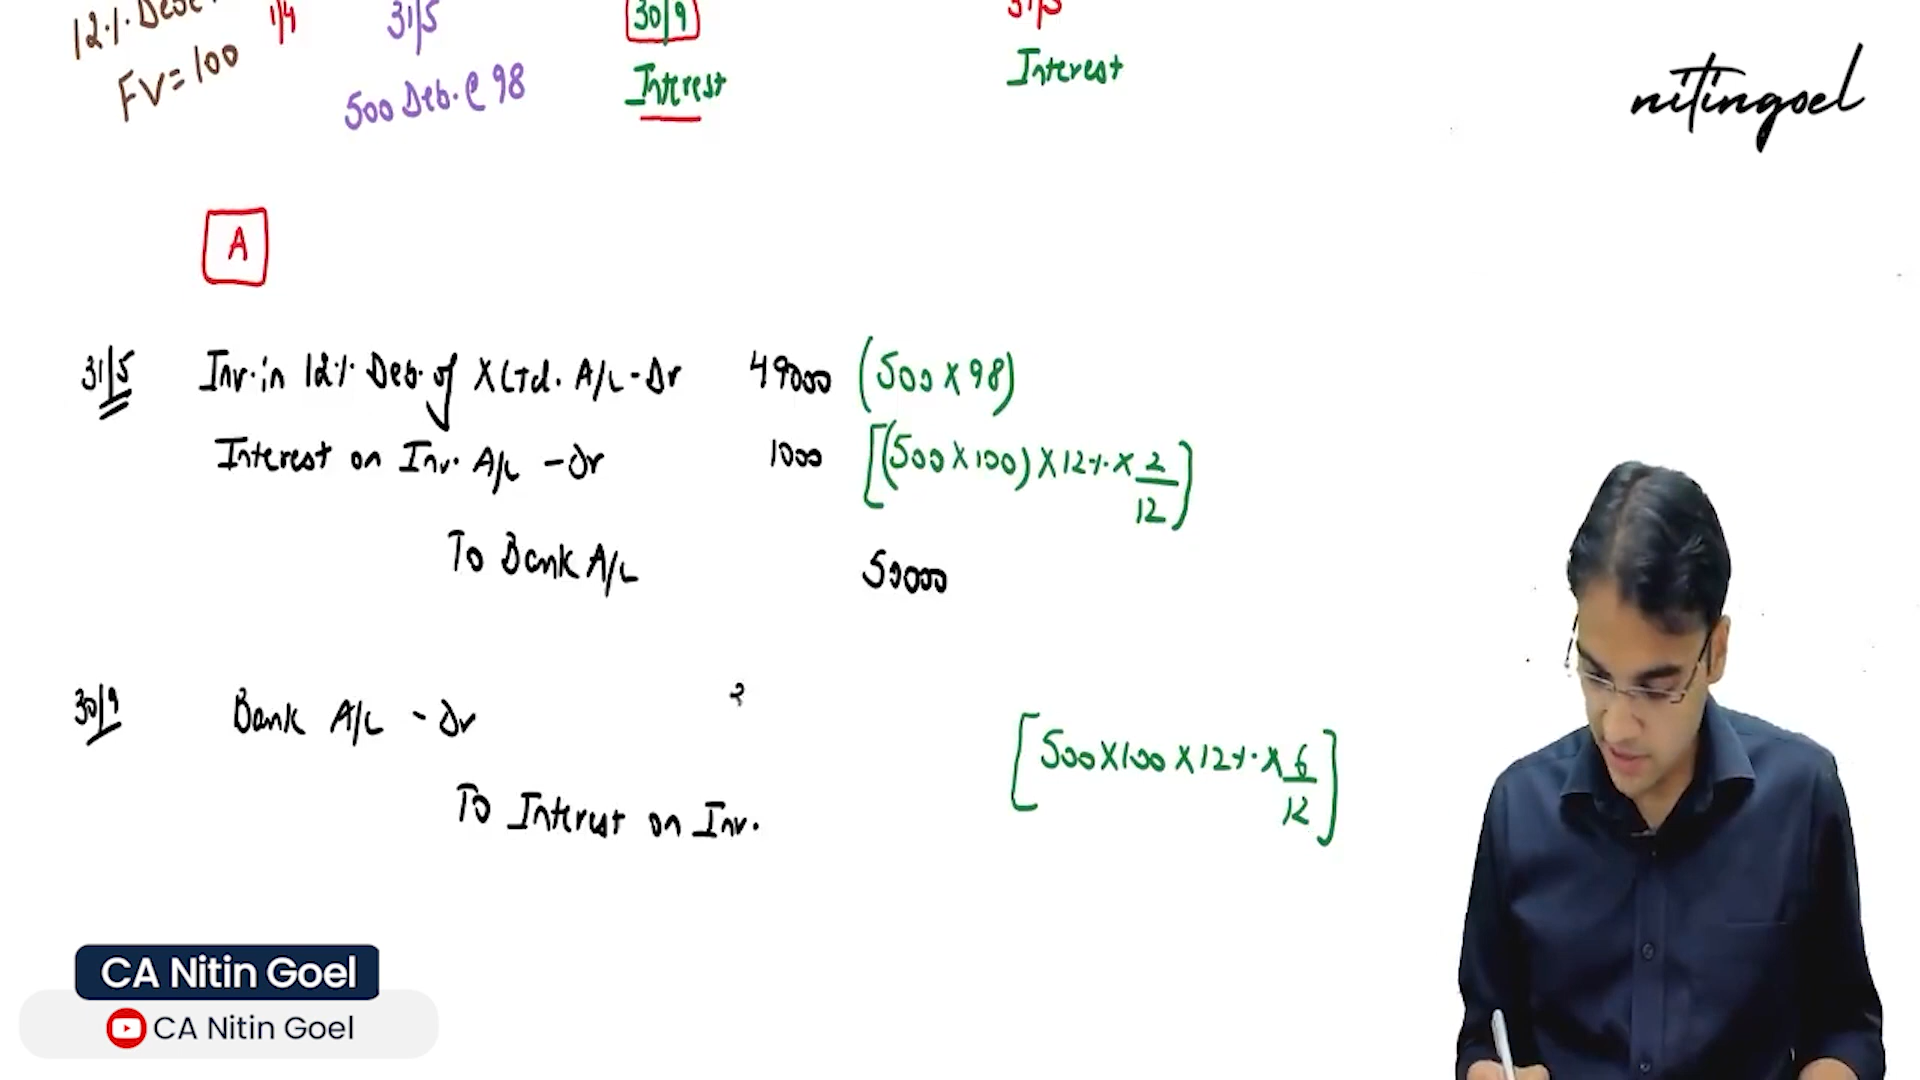 12.%. Deb
1/4
31/5
30/9
FV=100
500 Deb. @ 98
Interest
Interest
nitingoel
A
31/5 Inv. in 12.%. Deb. of X Ltd. A/c - Dr 49000 (500 X 98)
Interest on Inv. A/c - Dr 1000 [(500 X 100) X 12%. X 2/12]
To Bank A/c 50000
30/9 Bank A/c - Dr 3
[500 X 100 X 12%. X 6/12]
To Interest on Inv.
CA Nitin Goel
CA Nitin Goel